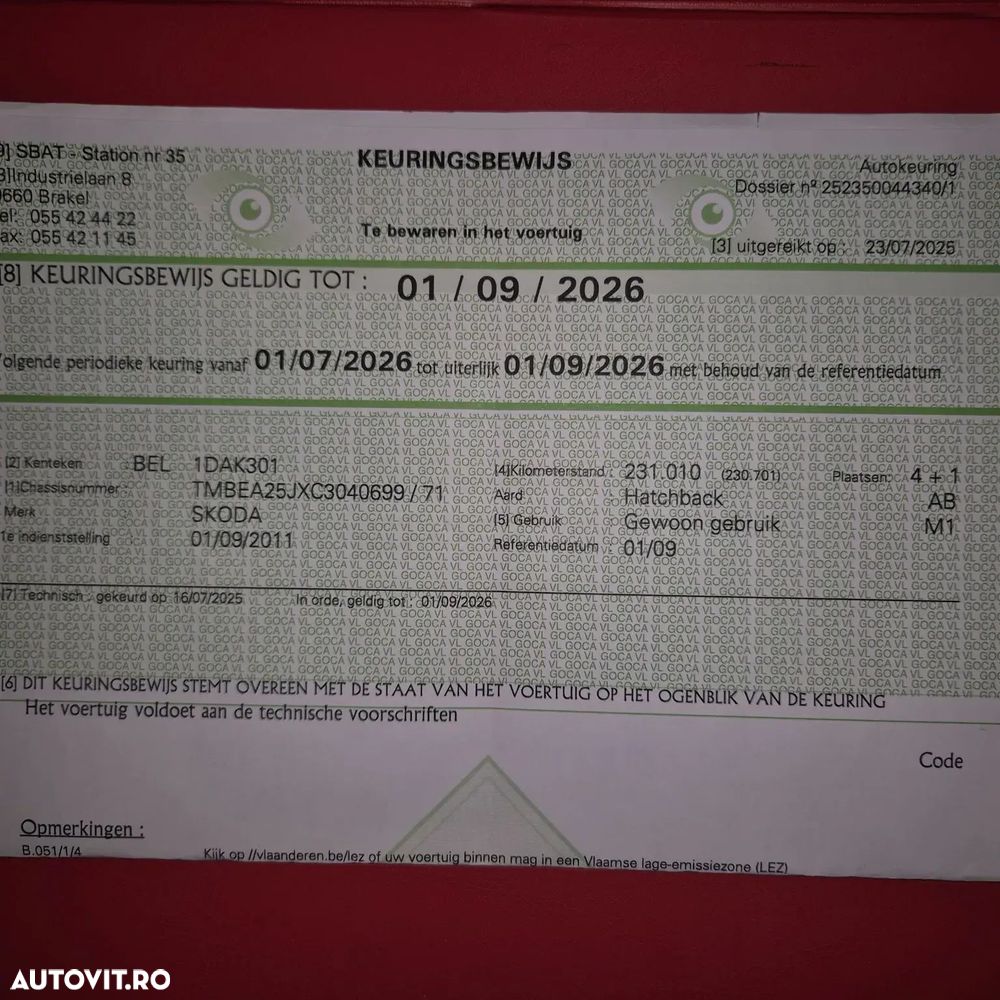 9] SBAT - Station nr 35
KEURINGSBEWIJS
Autokeuring
3]Industrielaan 8
Dossier n° 252350044340/1
9660 Brakel
Tel: 055 42 44 22
Te bewaren in het voertuig
Fax: 055 42 11 45
[3] uitgereikt op : 23/07/2025
[8] KEURINGSBEWIJS GELDIG TOT : 01 / 09 / 2026
Volgende periodieke keuring vanaf 01/07/2026 tot uiterlijk 01/09/2026 met behoud van de referentiedatum
[2] Kenteken : BEL 1DAK301
[4]Kilometerstand : 231.010 (230.701) Plaatsen: 4 + 1
[1]Chassisnummer : TMBEA25JXC3040699 / 71
Aard : Hatchback AB
Merk : SKODA
[5] Gebruik : Gewoon gebruik M1
1e indienststelling : 01/09/2011
Referentiedatum : 01/09
[7] Technisch : gekeurd op 16/07/2025 In orde, geldig tot : 01/09/2026
[6] DIT KEURINGSBEWIJS STEMT OVEREEN MET DE STAAT VAN HET VOERTUIG OP HET OGENBLIK VAN DE KEURING
Het voertuig voldoet aan de technische voorschriften
Code
Opmerkingen :
B.051/1/4 Kijk op //vlaanderen.be/lez of uw voertuig binnen mag in een Vlaamse lage-emissiezone (LEZ)
AUTOVIT.RO